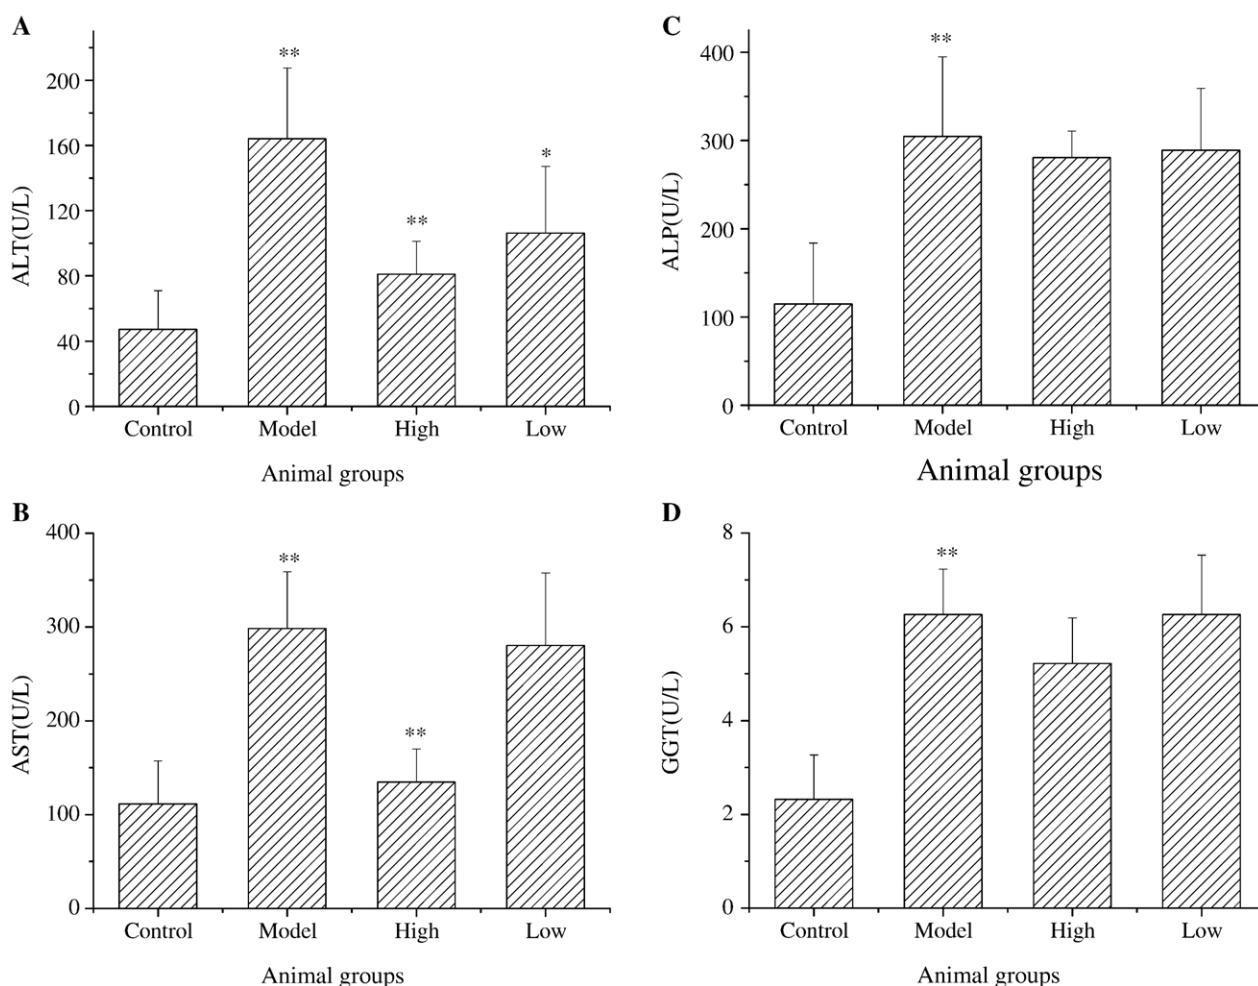 A
ALT(U/L)
200
160
120
80
40
0
**
**
*
Control Model High Low
Animal groups
C
ALP(U/L)
400
300
200
100
0
**
Control Model High Low
Animal groups
B
AST(U/L)
400
300
200
100
0
**
**
Control Model High Low
Animal groups
D
GGT(U/L)
8
6
4
2
0
**
Control Model High Low
Animal groups